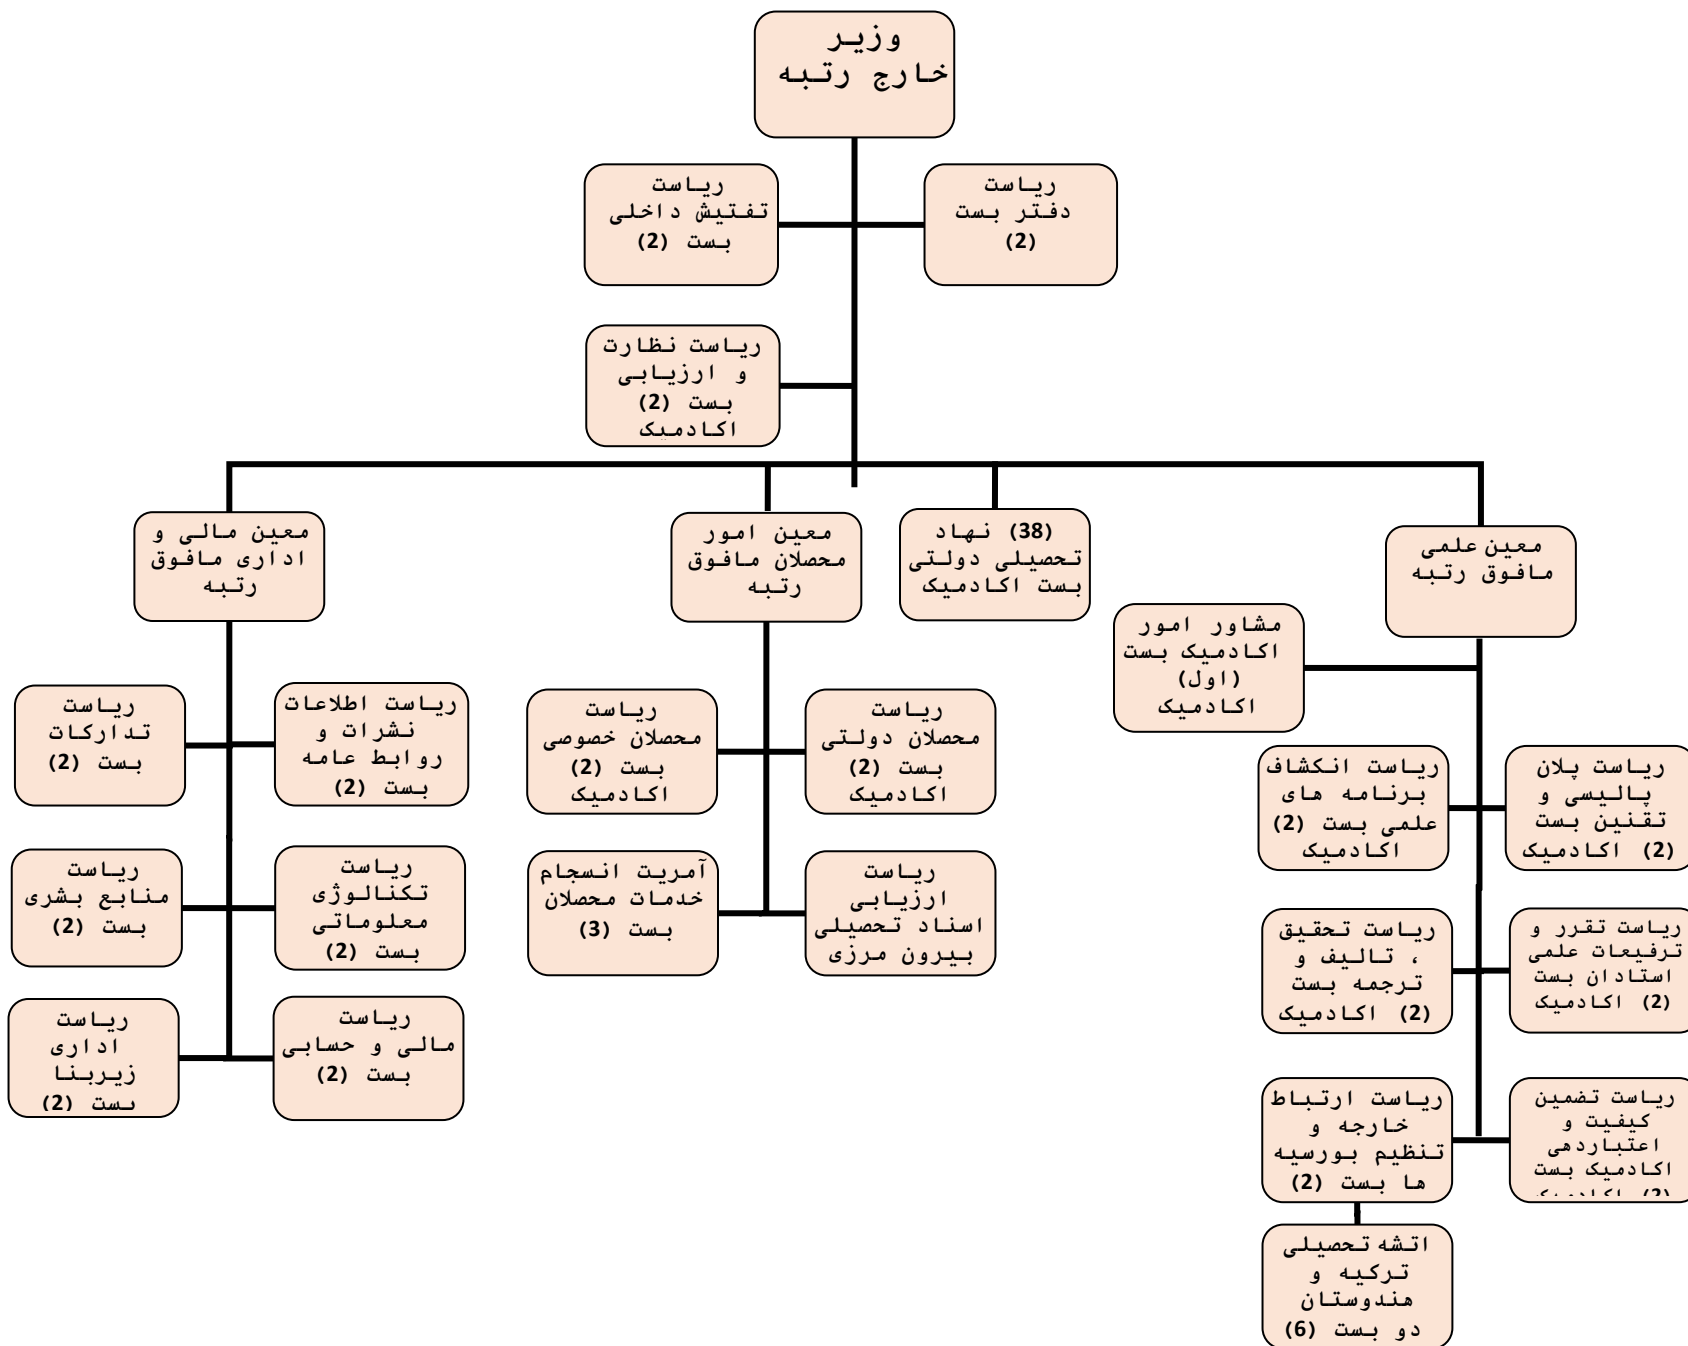 وزیر
خارج رتبه
ریاست
دفتر بست
(2)
ریاست
تفتیش داخلی
بست (2)
ریاست نظارت
و ارزیابی
بست (2)
اکادمیک
معین علمی
مافوق رتبه
(38) نهاد
تحصیلی دولتی
بست اکادمیک
معین امور
محصلان مافوق
رتبه
معین مالی و
اداری مافوق
رتبه
مشاور امور
اکادمیک بست
(اول)
اکادمیک
ریاست پلان
پالیسی و
تقنین بست
(2) اکادمیک
ریاست انکشاف
برنامه های
علمی بست (2)
اکادمیک
ریاست تقرر و
ترفیعات علمی
استادان بست
(2) اکادمیک
ریاست تحقیق
، تالیف و
ترجمه بست
(2) اکادمیک
ریاست تضمین
کیفیت و
اعتباردهی
اکادمیک بست
(2) اکادمیک
ریاست ارتباط
خارجه و
تنظیم بورسیه
ها بست (2)
اتشه تحصیلی
ترکیه و
هندوستان
دو بست (6)
ریاست
محصلان دولتی
بست (2)
اکادمیک
ریاست
محصلان خصوصی
بست (2)
اکادمیک
ریاست
ارزیابی
اسناد تحصیلی
بیرون مرزی
آمریت انسجام
خدمات محصلان
بست (3)
ریاست اطلاعات
نشرات و
روابط عامه
بست (2)
ریاست
تدارکات
بست (2)
ریاست
تکنالوژی
معلوماتی
بست (2)
ریاست
منابع بشری
بست (2)
ریاست
مالی و حسابی
بست (2)
ریاست
اداری
زیربنا
بست (2)